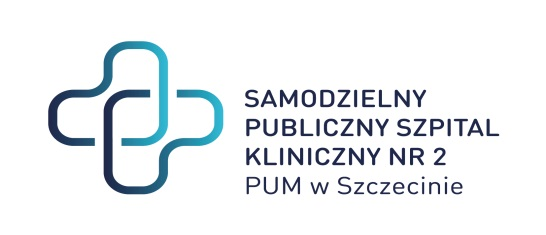 SAMODZIELNY
PUBLICZNY SZPITAL
KLINICZNY NR 2
PUM w Szczecinie